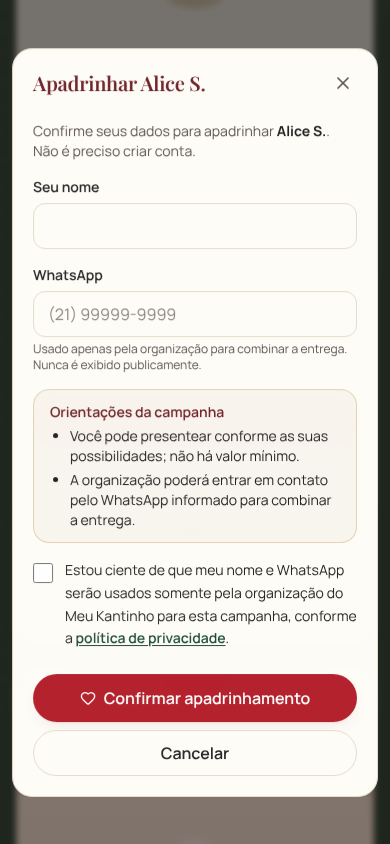 Apadrinhar Alice S.
Confirme seus dados para apadrinhar Alice S..
Não é preciso criar conta.
Seu nome
WhatsApp
(21) 99999-9999
Usado apenas pela organização para combinar a entrega.
Nunca é exibido publicamente.
Orientações da campanha
• Você pode presentear conforme as suas
possibilidades; não há valor mínimo.
• A organização poderá entrar em contato
pelo WhatsApp informado para combinar
a entrega.
Estou ciente de que meu nome e WhatsApp
serão usados somente pela organização do
Meu Kantinho para esta campanha, conforme
a política de privacidade.
Confirmar apadrinhamento
Cancelar